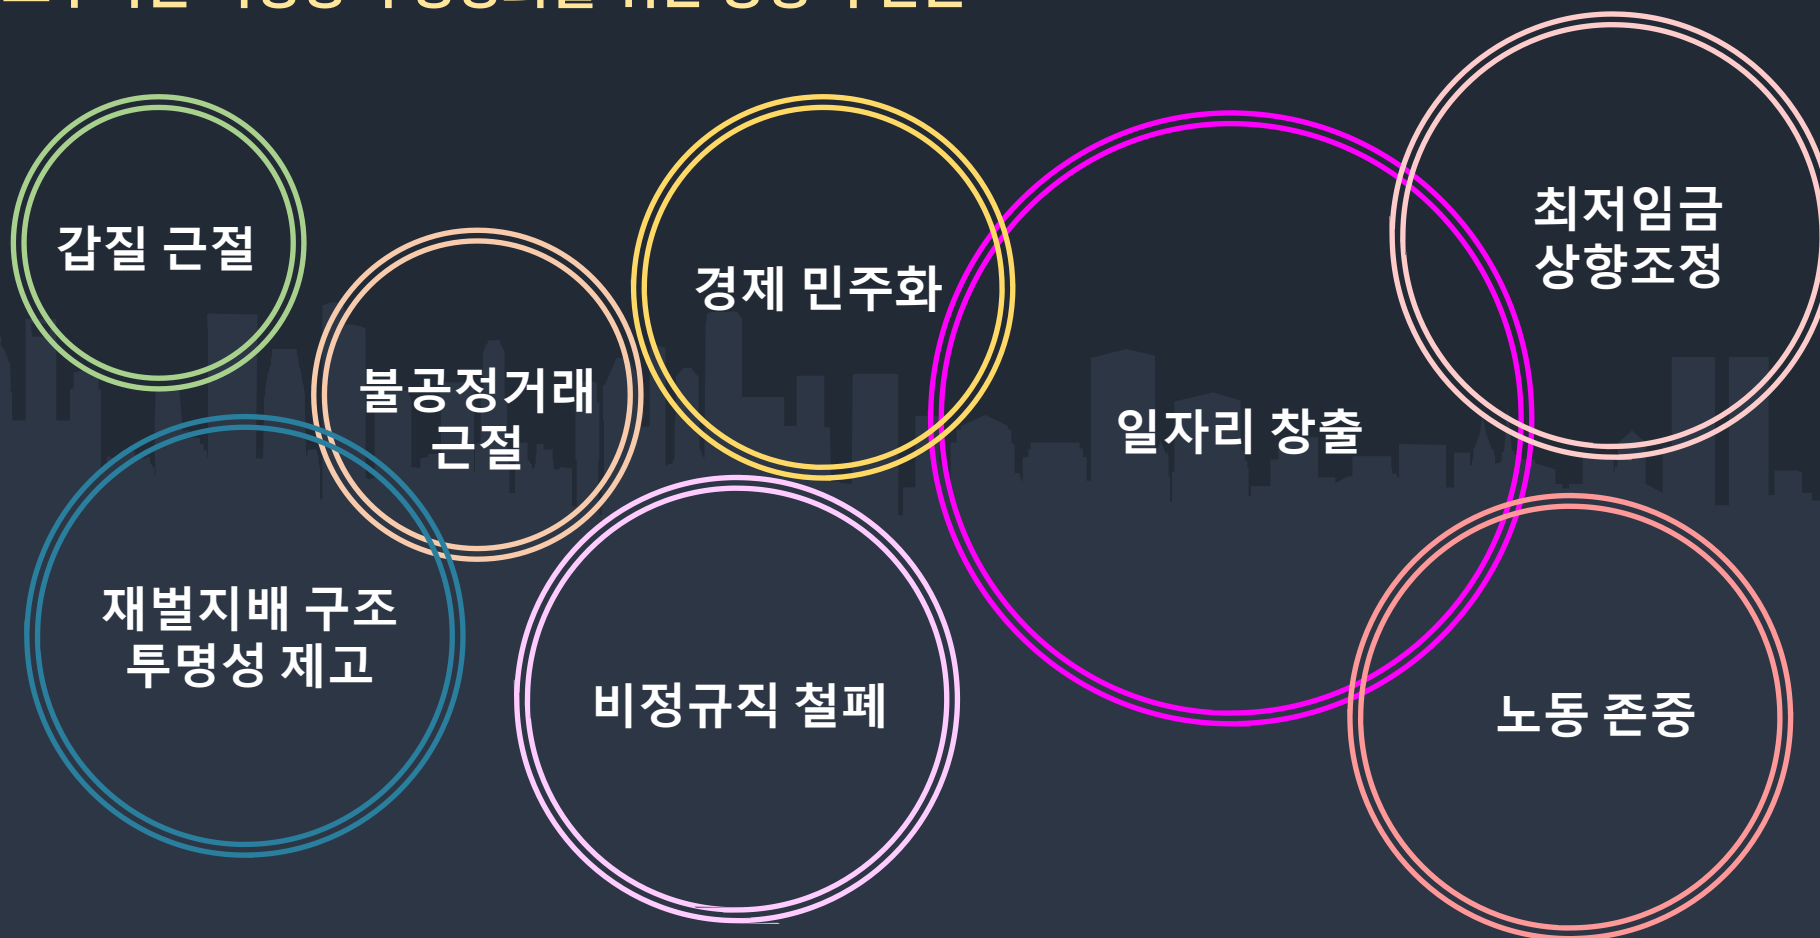 갑질 근절
불공정거래
근절
경제 민주화
일자리 창출
최저임금
상향조정
재벌지배 구조
투명성 제고
비정규직 철폐
노동 존중